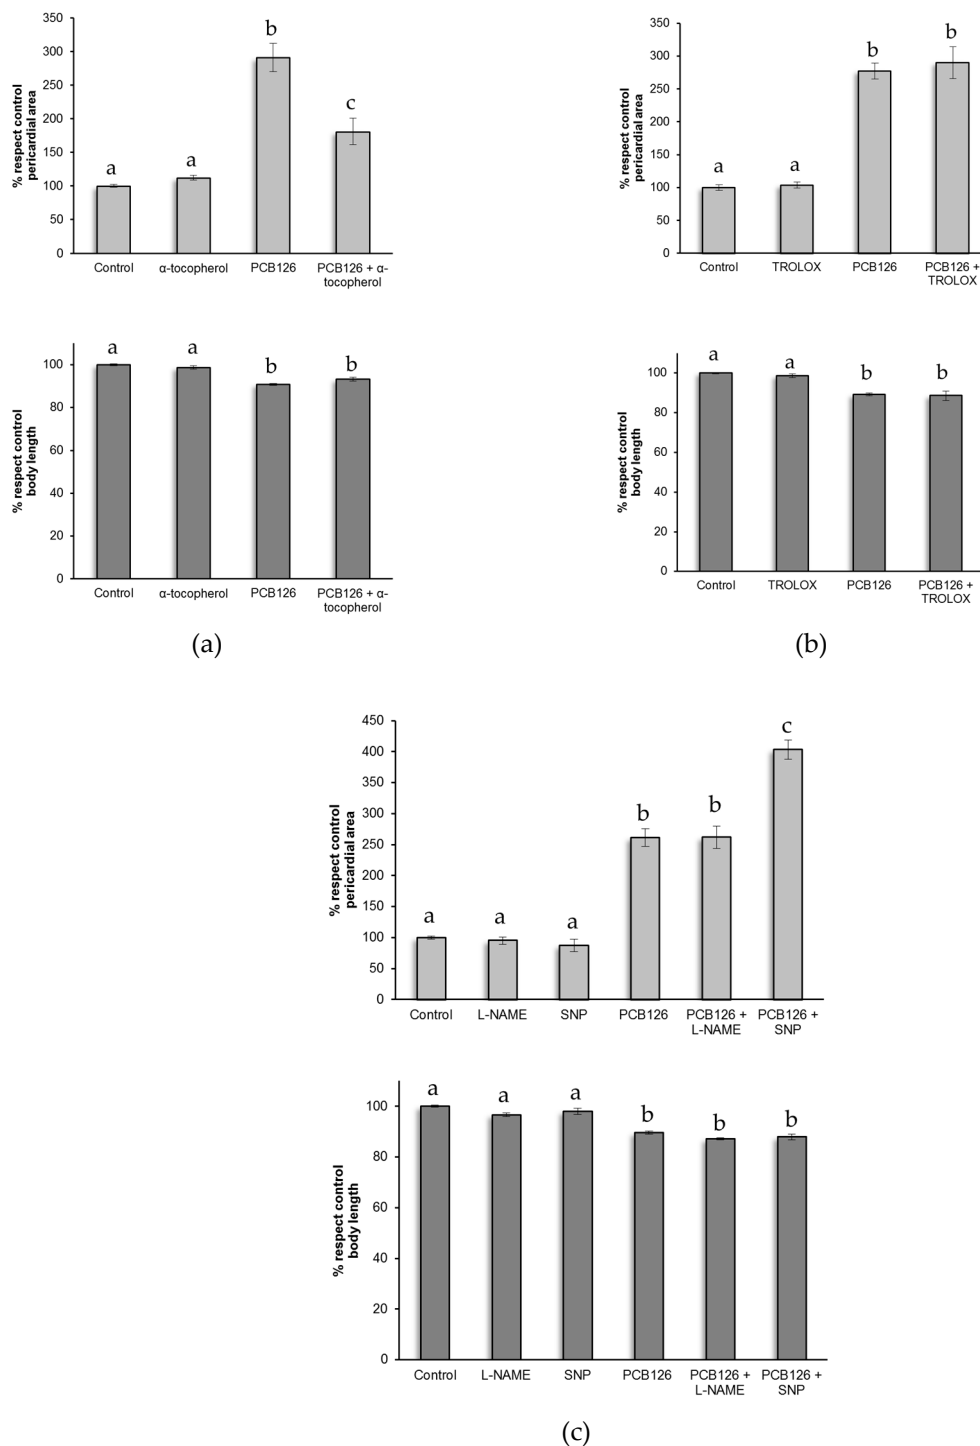 % respect control
pericardial area
350
300
250
200
150
100
50
0
a
a
b
c
Control
α-tocopherol
PCB126
PCB126 + α-
tocopherol
% respect control
body length
100
80
60
40
20
0
a
a
b
b
Control
α-tocopherol
PCB126
PCB126 + α-
tocopherol
(a)
% respect control
pericardial area
350
300
250
200
150
100
50
0
a
a
b
b
Control
TROLOX
PCB126
PCB126 +
TROLOX
% respect control
body length
100
80
60
40
20
0
a
a
b
b
Control
TROLOX
PCB126
PCB126 +
TROLOX
(b)
% respect control
pericardial area
450
400
350
300
250
200
150
100
50
0
a
a
a
b
b
c
Control
L-NAME
SNP
PCB126
PCB126 +
L-NAME
PCB126 +
SNP
% respect control
body length
100
80
60
40
20
0
a
a
a
b
b
b
Control
L-NAME
SNP
PCB126
PCB126 +
L-NAME
PCB126 +
SNP
(c)